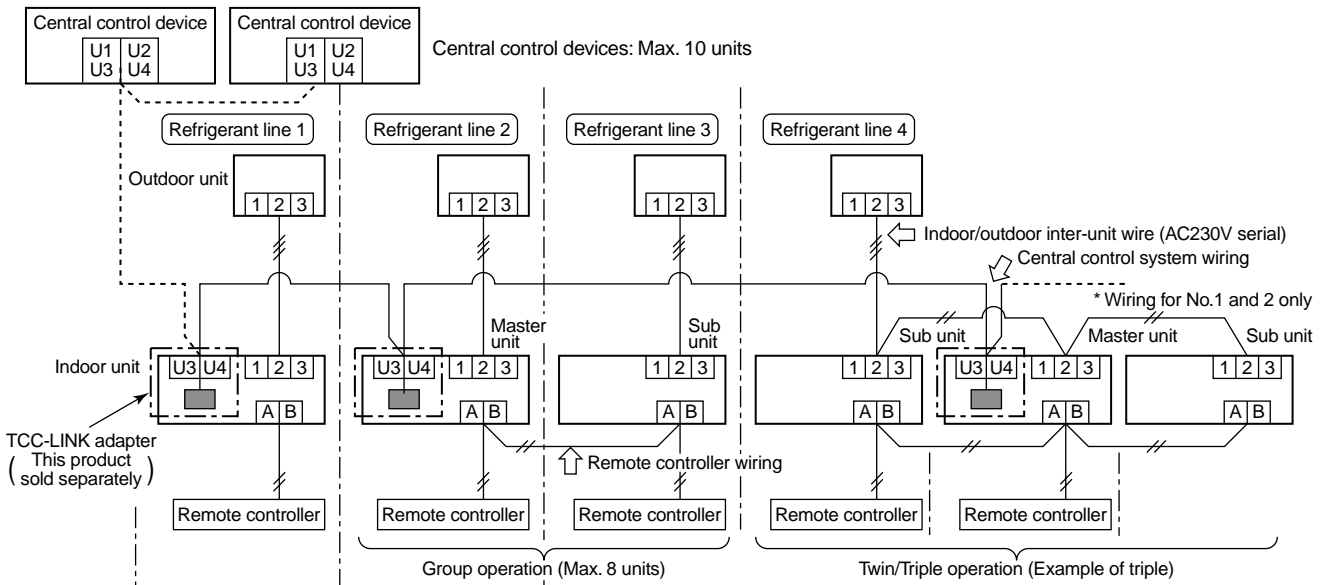 Central control device
U1 U2
U3 U4
Central control device
U1 U2
U3 U4
Central control devices: Max. 10 units
Refrigerant line 1
Refrigerant line 2
Refrigerant line 3
Refrigerant line 4
Outdoor unit
1 2 3
1 2 3
1 2 3
1 2 3
Indoor/outdoor inter-unit wire (AC230V serial)
Central control system wiring
* Wiring for No.1 and 2 only
Master
unit
Sub
unit
Sub unit
Master unit
Sub unit
Indoor unit
U3 U4
1 2 3
U3 U4
1 2 3
1 2 3
1 2 3
U3 U4
1 2 3
1 2 3
A B
A B
A B
A B
A B
A B
TCC-LINK adapter
( This product
sold separately )
Remote controller wiring
Remote controller
Remote controller
Remote controller
Remote controller
Remote controller
Group operation (Max. 8 units)
Twin/Triple operation (Example of triple)